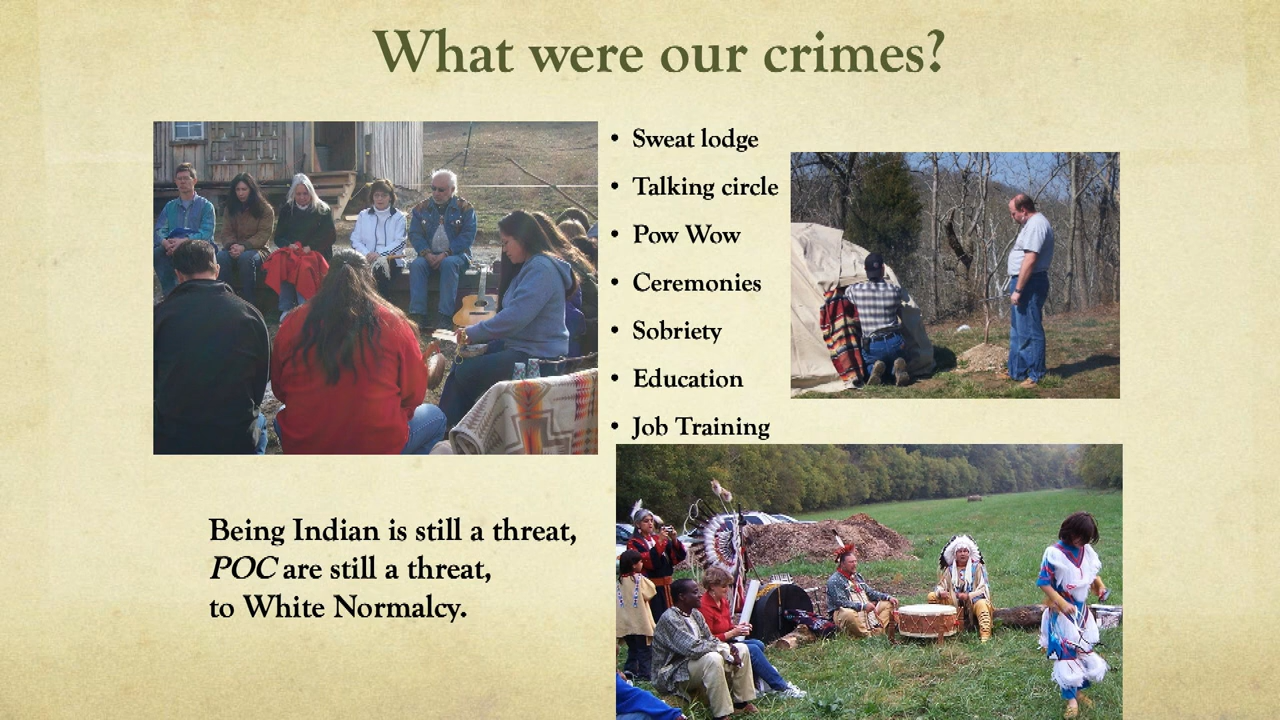 What were our crimes?
• Sweat lodge
• Talking circle
• Pow Wow
• Ceremonies
• Sobriety
• Education
• Job Training
Being Indian is still a threat,
POC are still a threat,
to White Normalcy.